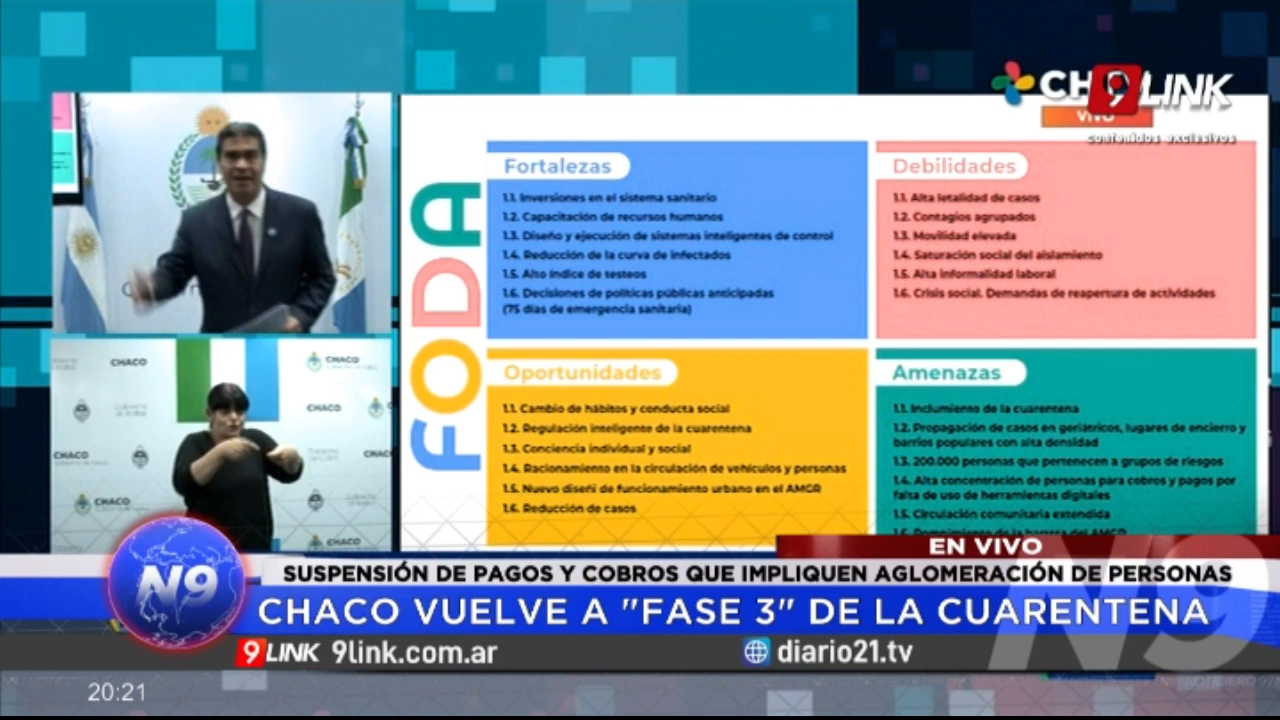 LINK
VIVO
contenidos exclusivos
FODA
Fortalezas
1.1. Inversiones en el sistema sanitario
1.2. Capacitación de recursos humanos
1.3. Diseño y ejecución de sistemas inteligentes de control
1.4. Reducción de la curva de infectados
1.5. Alto índice de testeos
1.6. Decisiones de políticas públicas anticipadas
(75 días de emergencia sanitaria)
Debilidades
1.1. Alta letalidad de casos
1.2. Contagios agrupados
1.3. Movilidad elevada
1.4. Saturación social del aislamiento
1.5. Alta informalidad laboral
1.6. Crisis social. Demandas de reapertura de actividades
Oportunidades
1.1. Cambio de hábitos y conducta social
1.2. Regulación inteligente de la cuarentena
1.3. Conciencia individual y social
1.4. Racionamiento en la circulación de vehículos y personas
1.5. Nuevo diseñi de funcionamiento urbano en el AMGR
1.6. Reducción de casos
Amenazas
1.1. Inclumiento de la cuarentena
1.2. Propagación de casos en geriátricos, lugares de encierro y
barrios populares con alta densidad
1.3. 200.000 personas que pertenecen a grupos de riesgos
1.4. Alta concentración de personas para cobros y pagos por
falta de uso de herramientas digitales
1.5. Circulación comunitaria extendida
CHACO
CHACO
CHACO
CHACO
CHACO
CHACO
EN VIVO
N9
SUSPENSIÓN DE PAGOS Y COBROS QUE IMPLIQUEN AGLOMERACIÓN DE PERSONAS
CHACO VUELVE A "FASE 3" DE LA CUARENTENA
9 LINK 9link.com.ar
diario21.tv
N9
20:21